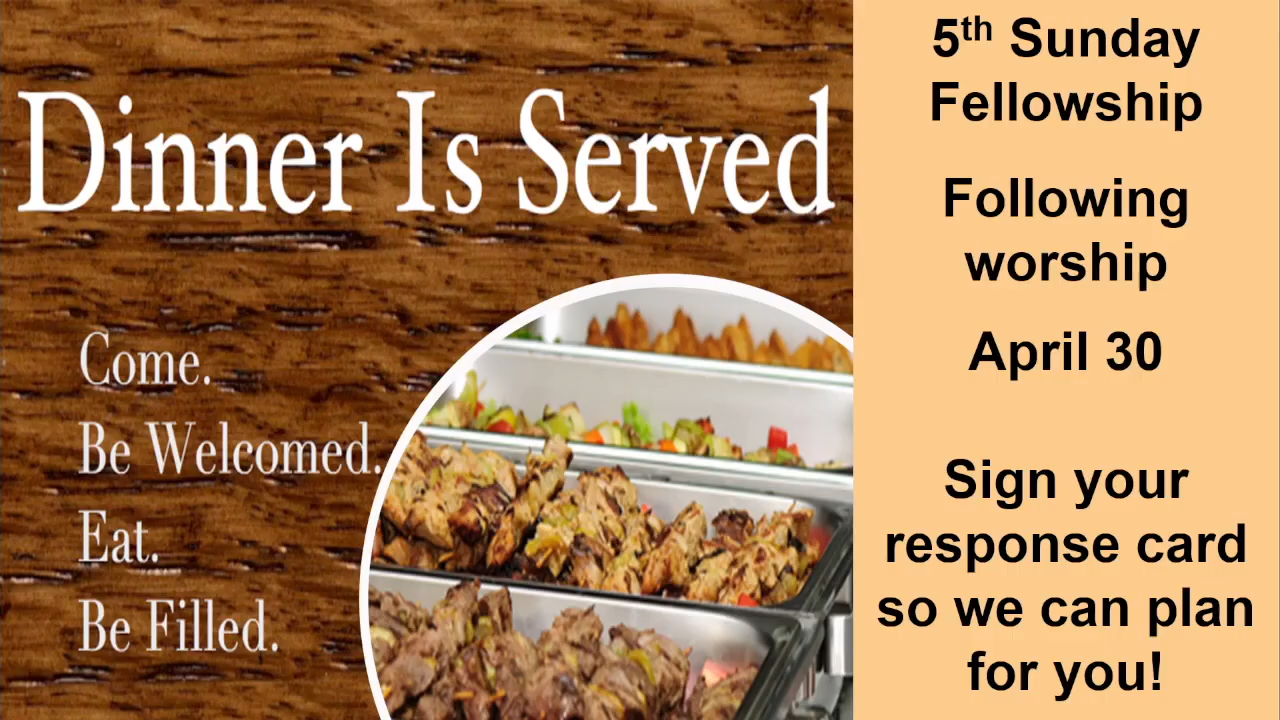 Dinner Is Served
Come.
Be Welcomed.
Eat.
Be Filled.
5th Sunday
Fellowship
Following
worship
April 30
Sign your
response card
so we can plan
for you!